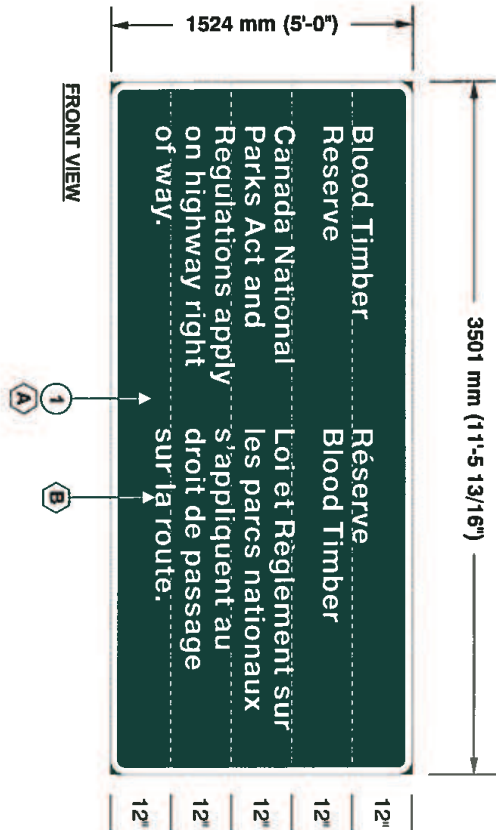 1524 mm (5'-0")
3501 mm (11'-5 13/16")
Blood Timber
Reserve
Canada National
Parks Act and
Regulations apply
on highway right
of way.
Réserve
Blood Timber
Loi et Règlement sur
les parcs nationaux
s'appliquent au
droit de passage
sur la route.
12"
12"
12"
12"
12"
1
A
B
FRONT VIEW